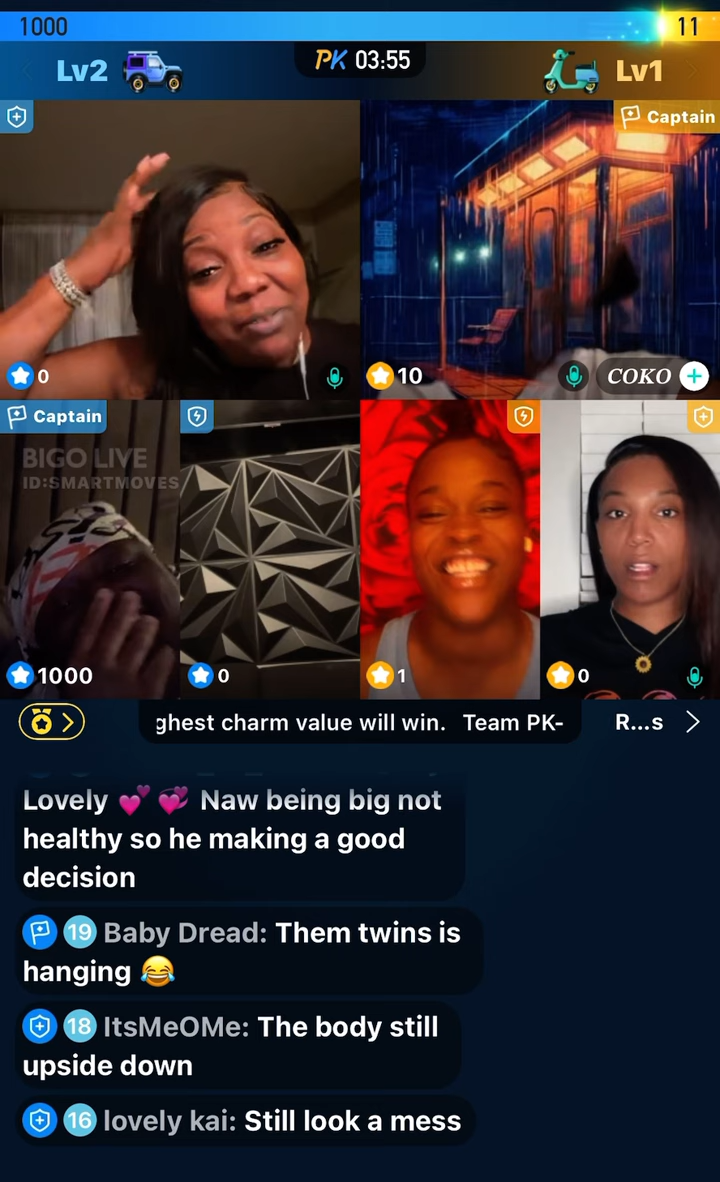 1000
11
Lv2
PK 03:55
Lv1
Captain
0
10
COKO
Captain
BIGO LIVE
ID:SMARTMOVES
1000
0
1
0
ghest charm value will win. Team PK-
R...s
Lovely 💕 💞 Naw being big not
healthy so he making a good
decision
19 Baby Dread: Them twins is
hanging 😂
18 ItsMeOMe: The body still
upside down
16 lovely kai: Still look a mess